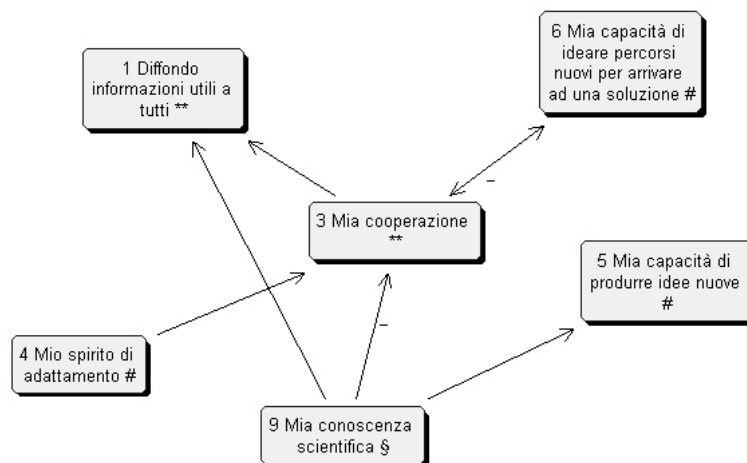 1 Diffondo
informazioni utili a
tutti **
6 Mia capacità di
ideare percorsi
nuovi per arrivare
ad una soluzione #
–
3 Mia cooperazione
**
5 Mia capacità di
produrre idee nuove
#
–
4 Mio spirito di
adattamento #
9 Mia conoscenza
scientifica §